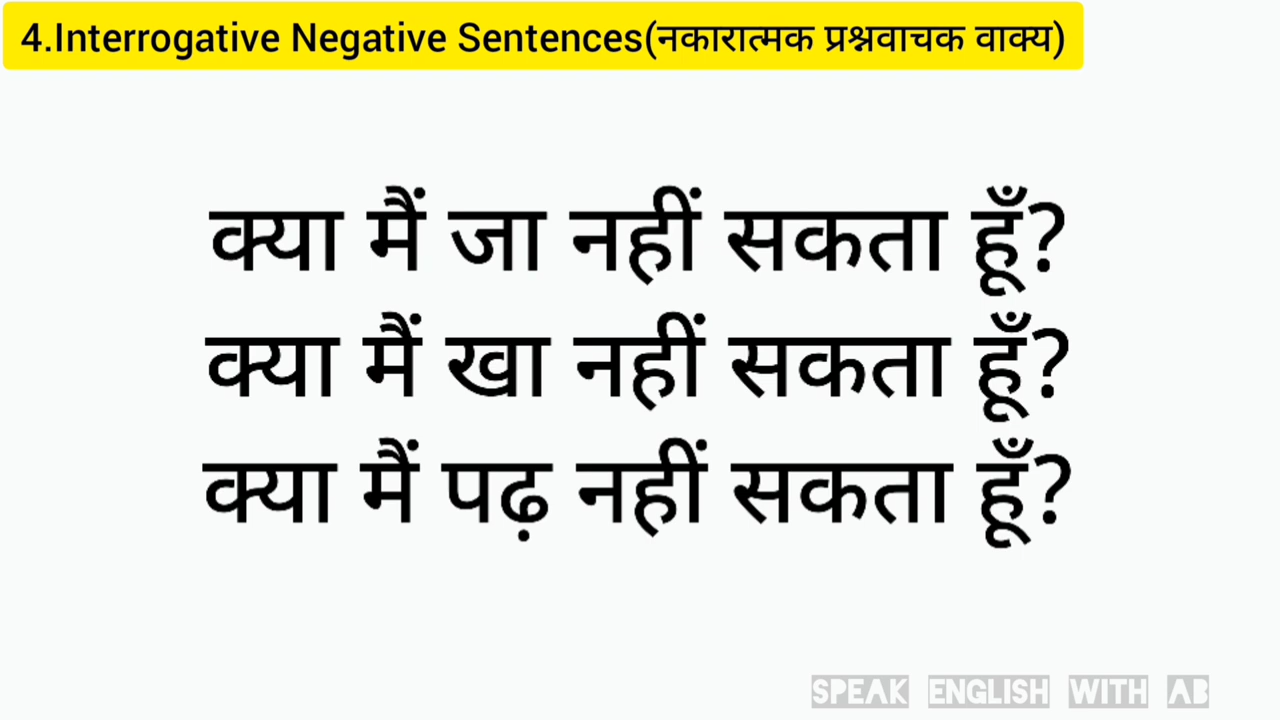 4.Interrogative Negative Sentences(नकारात्मक प्रश्नवाचक वाक्य)
क्या मैं जा नहीं सकता हूँ?
क्या मैं खा नहीं सकता हूँ?
क्या मैं पढ़ नहीं सकता हूँ?
SPEAK ENGLISH WITH AB